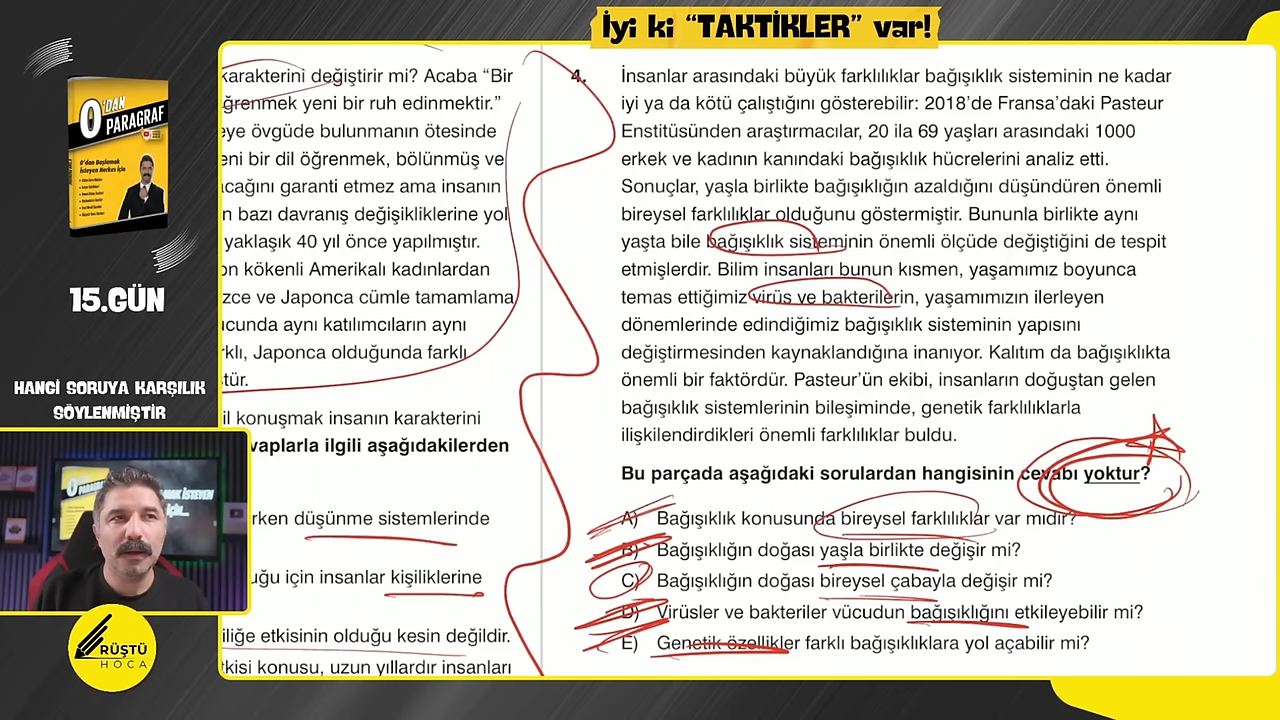 İyi ki “TAKTİKLER” var!
0'DAN
PARAGRAF
0'dan Başlamak
İsteyen Herkes İçin
15.GÜN
HANGİ SORUYA KARŞILIK
SÖYLENMİŞTİR
RÜŞTÜ
HOCA
karakterini değiştirir mi? Acaba “Bir
ğrenmek yeni bir ruh edinmektir.”
eye övgüde bulunmanın ötesinde
eni bir dil öğrenmek, bölünmüş ve
acağını garanti etmez ama insanın
n bazı davranış değişikliklerine yol
yaklaşık 40 yıl önce yapılmıştır.
on kökenli Amerikalı kadınlardan
zce ve Japonca cümle tamamlama
ucunda aynı katılımcıların aynı
rklı, Japonca olduğunda farklı
tür.
il konuşmak insanın karakterini
vaplarla ilgili aşağıdakilerden
rken düşünme sistemlerinde
uğu için insanlar kişiliklerine
iliğe etkisinin olduğu kesin değildir.
tkisi konusu, uzun yıllardır insanları
4. İnsanlar arasındaki büyük farklılıklar bağışıklık sisteminin ne kadar
iyi ya da kötü çalıştığını gösterebilir: 2018’de Fransa’daki Pasteur
Enstitüsünden araştırmacılar, 20 ila 69 yaşları arasındaki 1000
erkek ve kadının kanındaki bağışıklık hücrelerini analiz etti.
Sonuçlar, yaşla birlikte bağışıklığın azaldığını düşündüren önemli
bireysel farklılıklar olduğunu göstermiştir. Bununla birlikte aynı
yaşta bile bağışıklık sisteminin önemli ölçüde değiştiğini de tespit
etmişlerdir. Bilim insanları bunun kısmen, yaşamımız boyunca
temas ettiğimiz virüs ve bakterilerin, yaşamımızın ilerleyen
dönemlerinde edindiğimiz bağışıklık sisteminin yapısını
değiştirmesinden kaynaklandığına inanıyor. Kalıtım da bağışıklıkta
önemli bir faktördür. Pasteur’ün ekibi, insanların doğuştan gelen
bağışıklık sistemlerinin bileşiminde, genetik farklılıklarla
ilişkilendirdikleri önemli farklılıklar buldu.
Bu parçada aşağıdaki sorulardan hangisinin cevabı yoktur?
A) Bağışıklık konusunda bireysel farklılıklar var mıdır?
B) Bağışıklığın doğası yaşla birlikte değişir mi?
C) Bağışıklığın doğası bireysel çabayla değişir mi?
D) Virüsler ve bakteriler vücudun bağışıklığını etkileyebilir mi?
E) Genetik özellikler farklı bağışıklıklara yol açabilir mi?